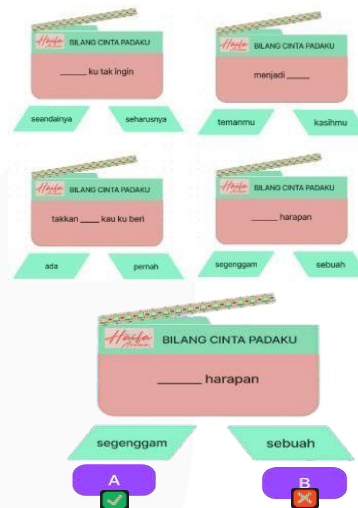 Haifa BILANG CINTA PADAKU
_____ ku tak ingin
seandainya seharusnya
Haifa BILANG CINTA PADAKU
menjadi _____
temanmu kasihmu
Haifa BILANG CINTA PADAKU
takkan ____ kau ku beri
ada pernah
Haifa BILANG CINTA PADAKU
_____ harapan
segenggam sebuah
Haifa BILANG CINTA PADAKU
______ harapan
segenggam sebuah
A B